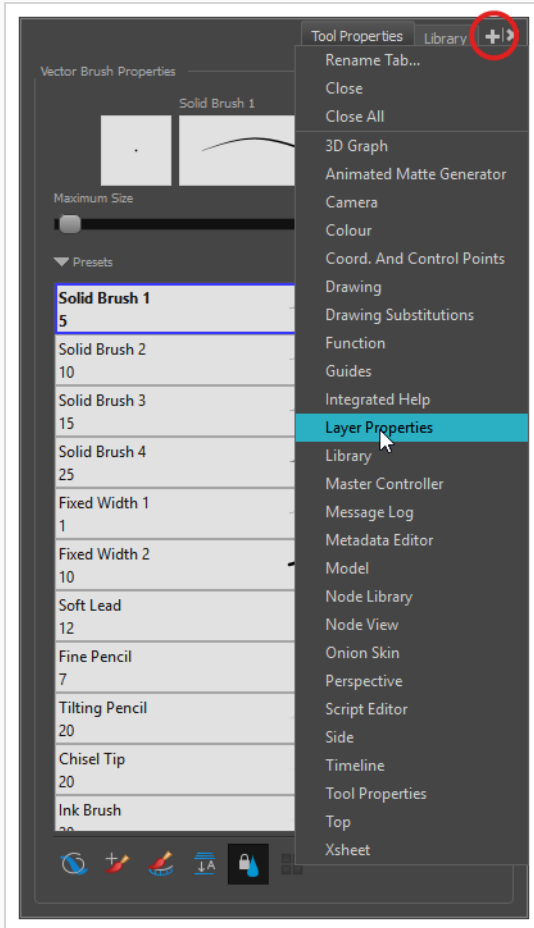 Tool Properties
Library
Vector Brush Properties
Solid Brush 1
Maximum Size
Presets
Solid Brush 1
5
Solid Brush 2
10
Solid Brush 3
15
Solid Brush 4
25
Fixed Width 1
1
Fixed Width 2
10
Soft Lead
12
Fine Pencil
7
Tilting Pencil
20
Chisel Tip
20
Ink Brush
Rename Tab...
Close
Close All
3D Graph
Animated Matte Generator
Camera
Colour
Coord. And Control Points
Drawing
Drawing Substitutions
Function
Guides
Integrated Help
Layer Properties
Library
Master Controller
Message Log
Metadata Editor
Model
Node Library
Node View
Onion Skin
Perspective
Script Editor
Side
Timeline
Tool Properties
Top
Xsheet